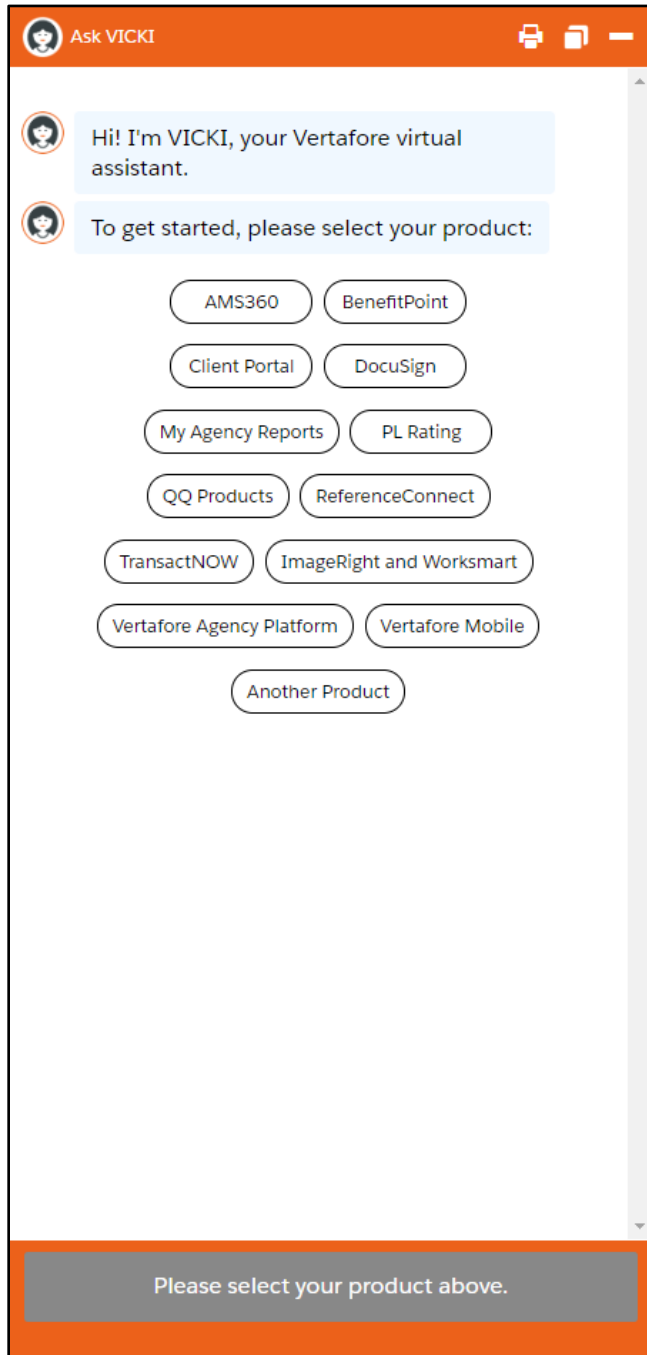 Ask VICKI
Hi! I'm VICKI, your Vertafore virtual
assistant.
To get started, please select your product:
AMS360 BenefitPoint
Client Portal DocuSign
My Agency Reports PL Rating
QQ Products ReferenceConnect
TransactNOW ImageRight and Worksmart
Vertafore Agency Platform Vertafore Mobile
Another Product
Please select your product above.